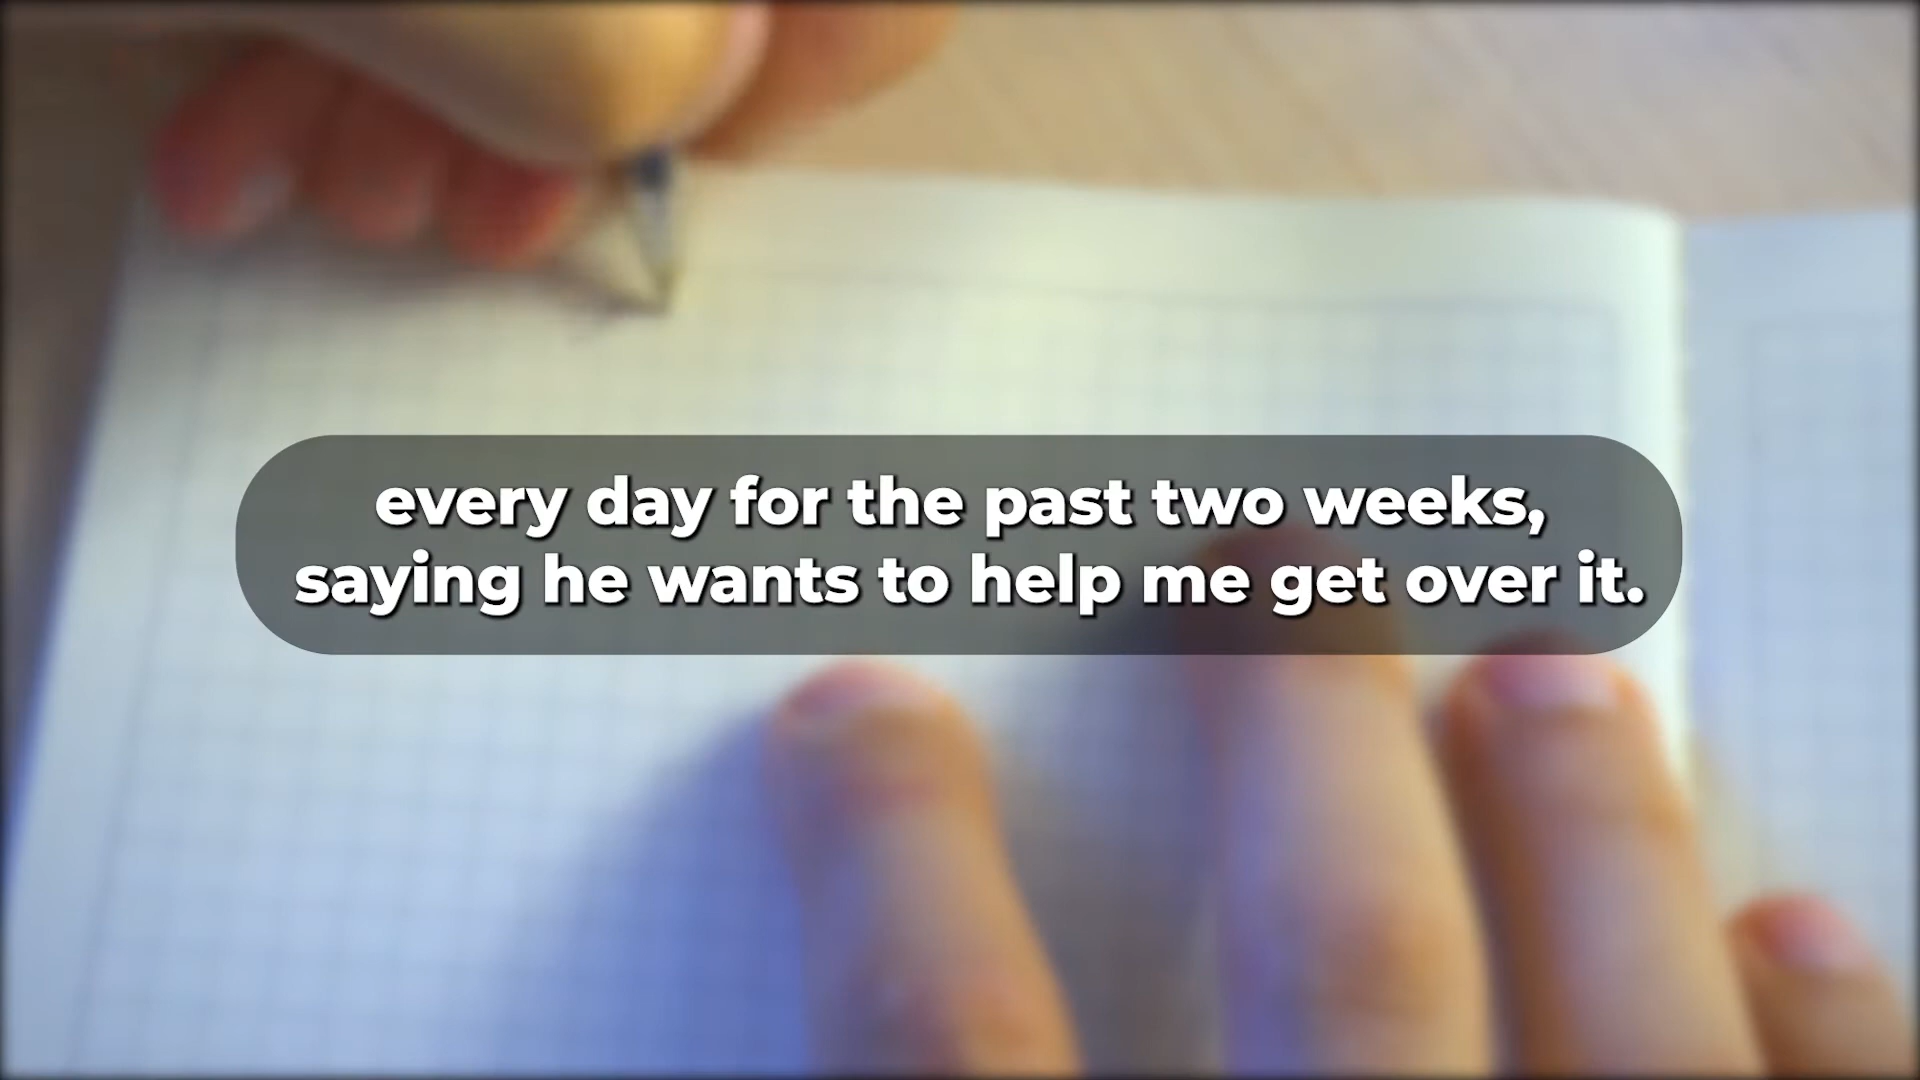 every day for the past two weeks,
saying he wants to help me get over it.